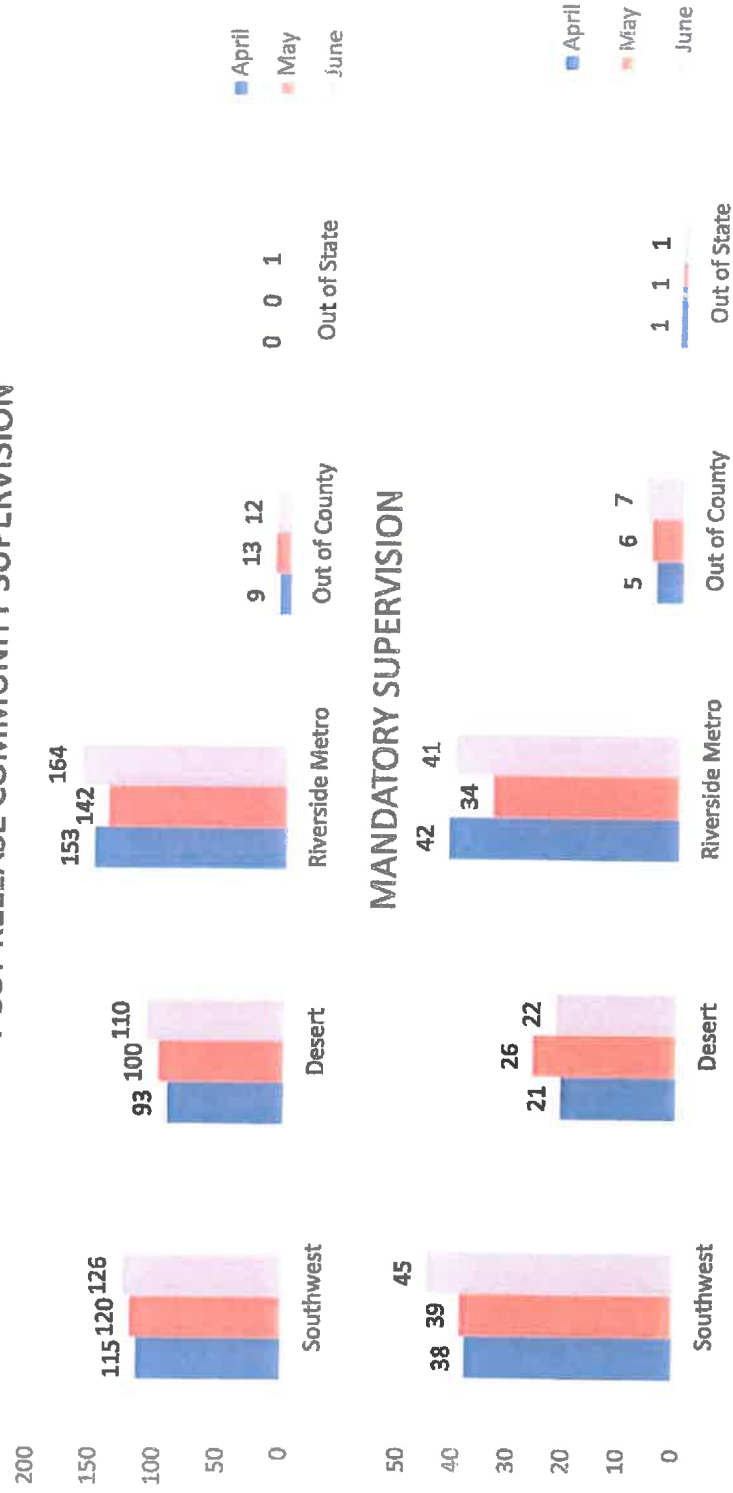 POST RELEASE COMMUNITY SUPERVISION
200
150
100
50
0
115 120 126
93 100 110
153 142 164
9 13 12
0 0 1
Southwest
Desert
Riverside Metro
Out of County
Out of State
April
May
June
MANDATORY SUPERVISION
50
40
30
20
10
0
38 39 45
21 26 22
42 34 41
5 6 7
1 1 1
Southwest
Desert
Riverside Metro
Out of County
Out of State
April
May
June